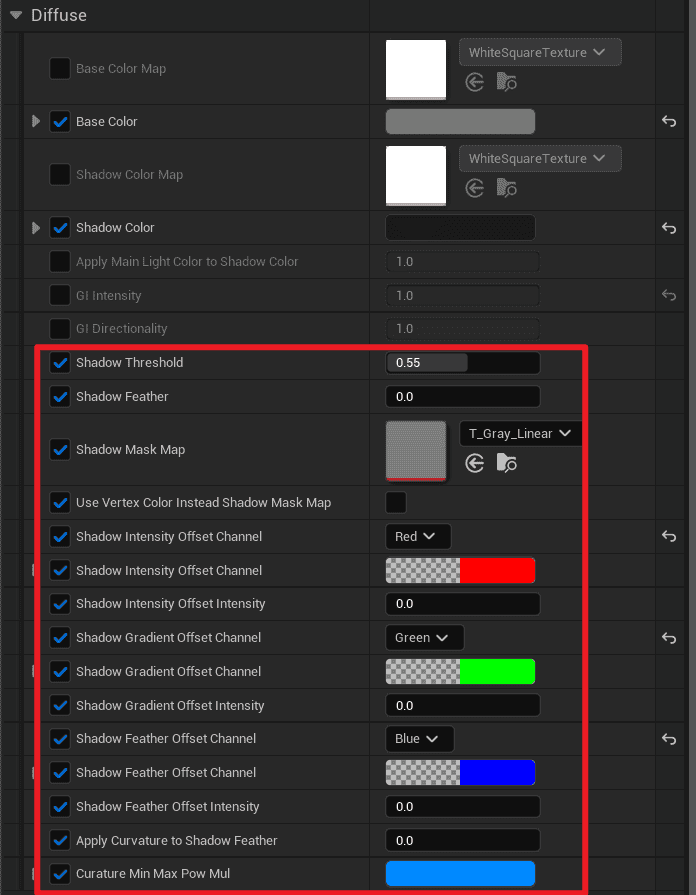 Diffuse
Base Color Map WhiteSquareTexture
Base Color
Shadow Color Map WhiteSquareTexture
Shadow Color
Apply Main Light Color to Shadow Color 1.0
GI Intensity 1.0
GI Directionality 1.0
Shadow Threshold 0.55
Shadow Feather 0.0
Shadow Mask Map T_Gray_Linear
Use Vertex Color Instead Shadow Mask Map
Shadow Intensity Offset Channel Red
Shadow Intensity Offset Channel
Shadow Intensity Offset Intensity 0.0
Shadow Gradient Offset Channel Green
Shadow Gradient Offset Channel
Shadow Gradient Offset Intensity 0.0
Shadow Feather Offset Channel Blue
Shadow Feather Offset Channel
Shadow Feather Offset Intensity 0.0
Apply Curvature to Shadow Feather 0.0
Curature Min Max Pow Mul